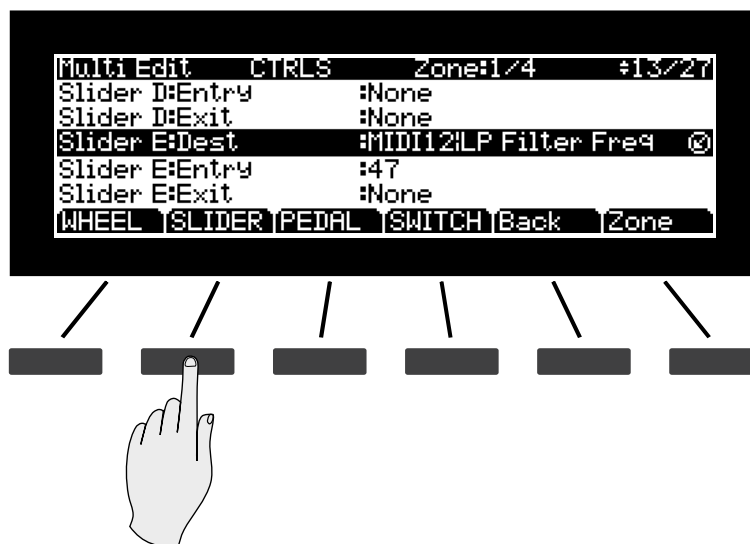 Multi Edit CTRLS Zone:1/4 13/27
Slider D:Entry :None
Slider D:Exit :None
Slider E:Dest :MIDI12¦LP Filter Freq
Slider E:Entry :47
Slider E:Exit :None
WHEEL SLIDER PEDAL SWITCH Back Zone